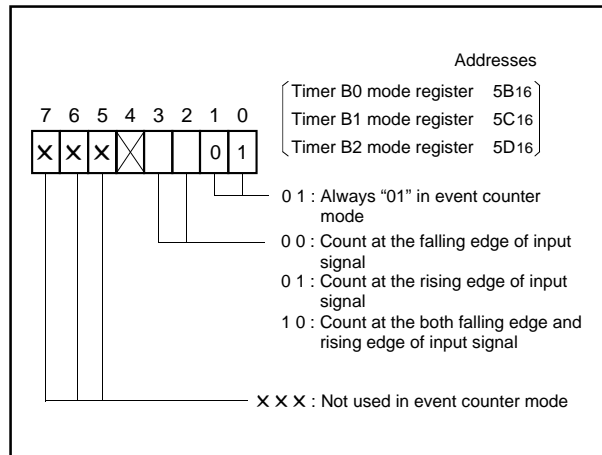 Addresses
Timer B0 mode register 5B16
Timer B1 mode register 5C16
Timer B2 mode register 5D16
7 6 5 4 3 2 1 0
× × × 0 1
0 1 : Always “01” in event counter
mode
0 0 : Count at the falling edge of input
signal
0 1 : Count at the rising edge of input
signal
1 0 : Count at the both falling edge and
rising edge of input signal
× × × : Not used in event counter mode